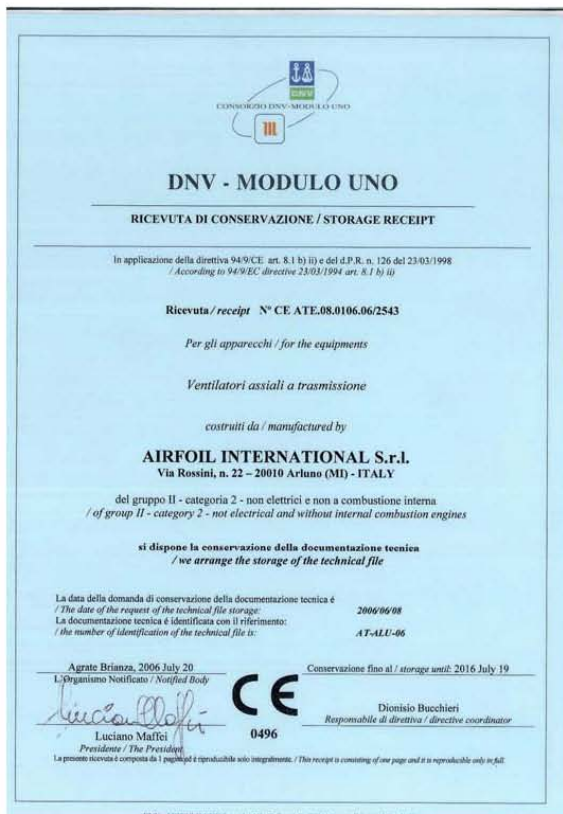 DNV
CONSORZIO DNV-MODULO UNO
m
DNV - MODULO UNO
RICEVUTA DI CONSERVAZIONE / STORAGE RECEIPT
In applicazione della direttiva 94/9/CE art. 8.1 b) ii) e del d.P.R. n. 126 del 23/03/1998
/ According to 94/9/EC directive 23/03/1994 art. 8.1 b) ii)
Ricevuta / receipt N° CE ATE.08.0106.06/2543
Per gli apparecchi / for the equipments
Ventilatori assiali a trasmissione
costruiti da / manufactured by
AIRFOIL INTERNATIONAL S.r.l.
Via Rossini, n. 22 – 20010 Arluno (MI) - ITALY
del gruppo II - categoria 2 - non elettrici e non a combustione interna
/ of group II - category 2 - not electrical and without internal combustion engines
si dispone la conservazione della documentazione tecnica
/ we arrange the storage of the technical file
La data della domanda di conservazione della documentazione tecnica é
/ The date of the request of the technical file storage: 2006/06/08
La documentazione tecnica é identificata con il riferimento:
/ the number of identification of the technical file is: AT-ALU-06
Agrate Brianza, 2006 July 20
Conservazione fino al / storage until: 2016 July 19
L'Organismo Notificato / Notified Body
CE
0496
Dionisio Bucchieri
Responsabile di direttiva / directive coordinator
Luciano Maffei
Presidente / The President
La presente ricevuta è composta da 1 pagina ed è riproducibile solo integralmente. / This receipt is consisting of one page and it is reproducible only in full.